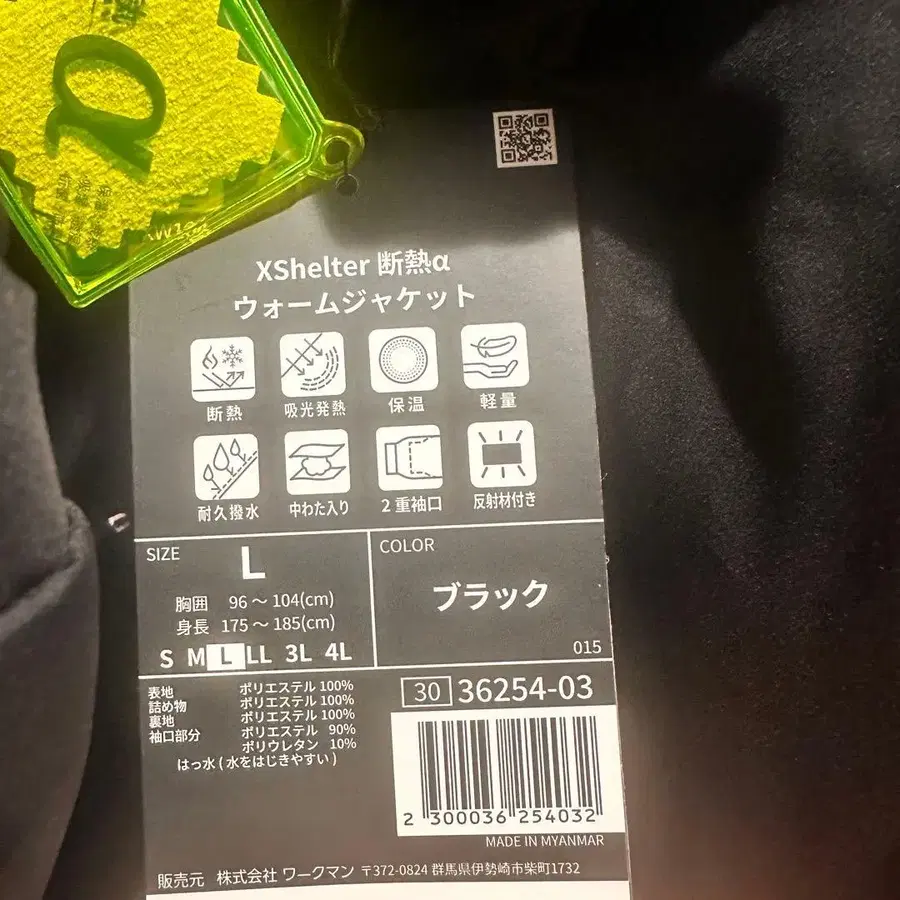 α
XShelter 断熱α
ウォームジャケット
断熱 吸光発熱 保温 軽量
耐久撥水 中わた入り 2重袖口 反射材付き
SIZE
L
胸囲 96～104(cm)
身長 175～185(cm)
S M L LL 3L 4L
COLOR
ブラック
015
表地 ポリエステル 100%
詰め物 ポリエステル 100%
裏地 ポリエステル 100%
袖口部分 ポリエステル 90%
ポリウレタン 10%
はっ水 (水をはじきやすい)
30 36254-03
2 300036 254032
MADE IN MYANMAR
販売元 株式会社 ワークマン 〒372-0824 群馬県伊勢崎市柴町1732